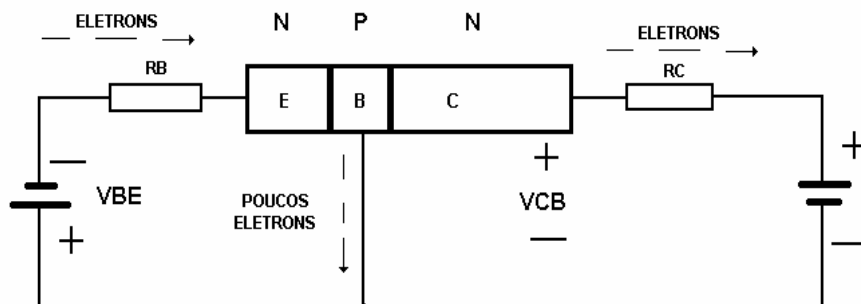 ELETRONS
N P N
ELETRONS
RB
RC
E B C
VBE
POUCOS
ELETRONS
VCB